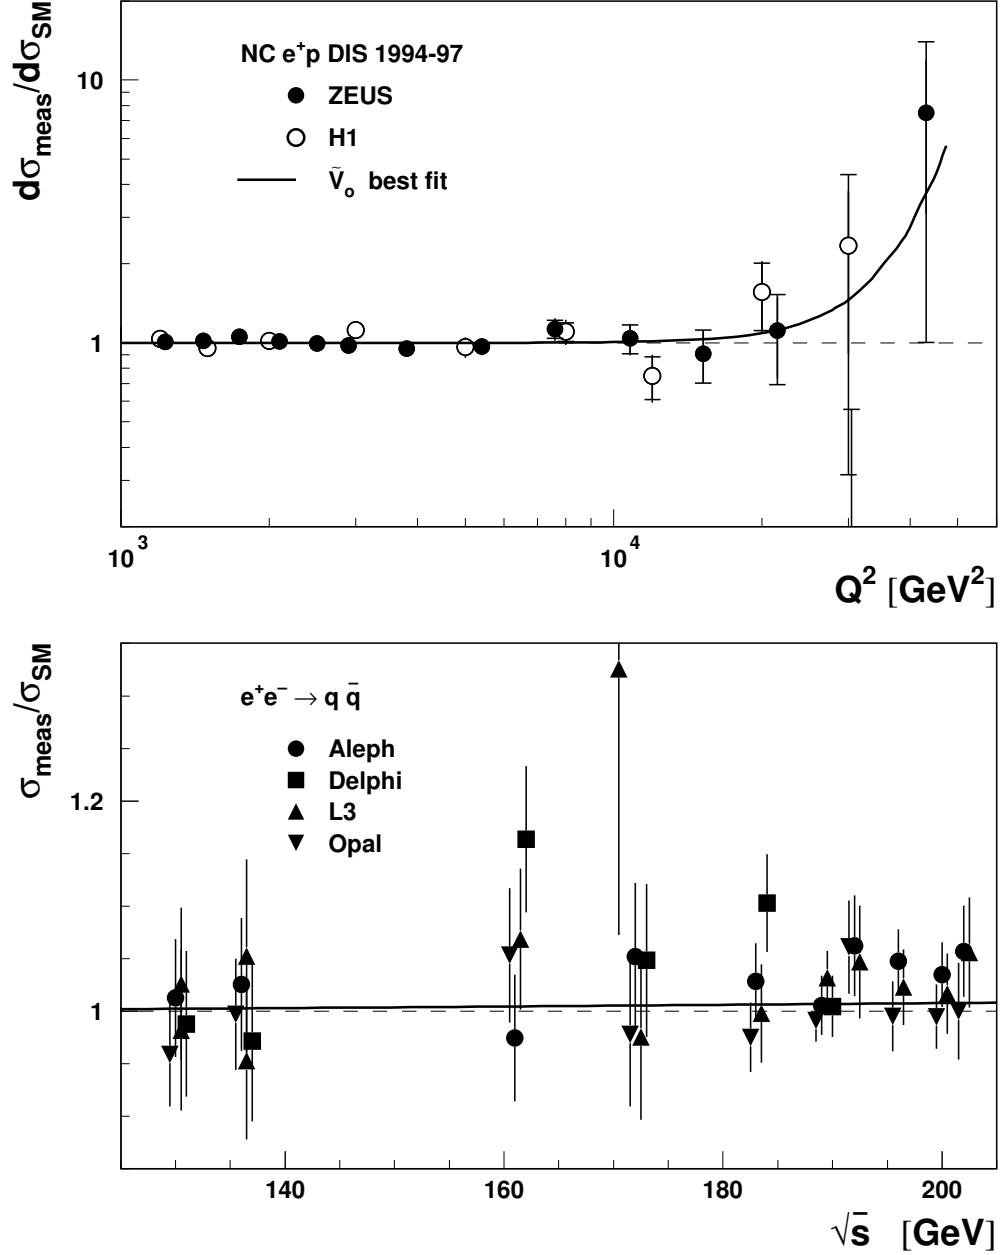 dσmeas/dσSM
NC e⁺p DIS 1994-97
ZEUS
H1
Ṽₒ best fit
10
1
10³
10⁴
Q² [GeV²]
σmeas/σSM
e⁺e⁻ → q q̄
Aleph
Delphi
L3
Opal
1.2
1
140
160
180
200
√s̄ [GeV]